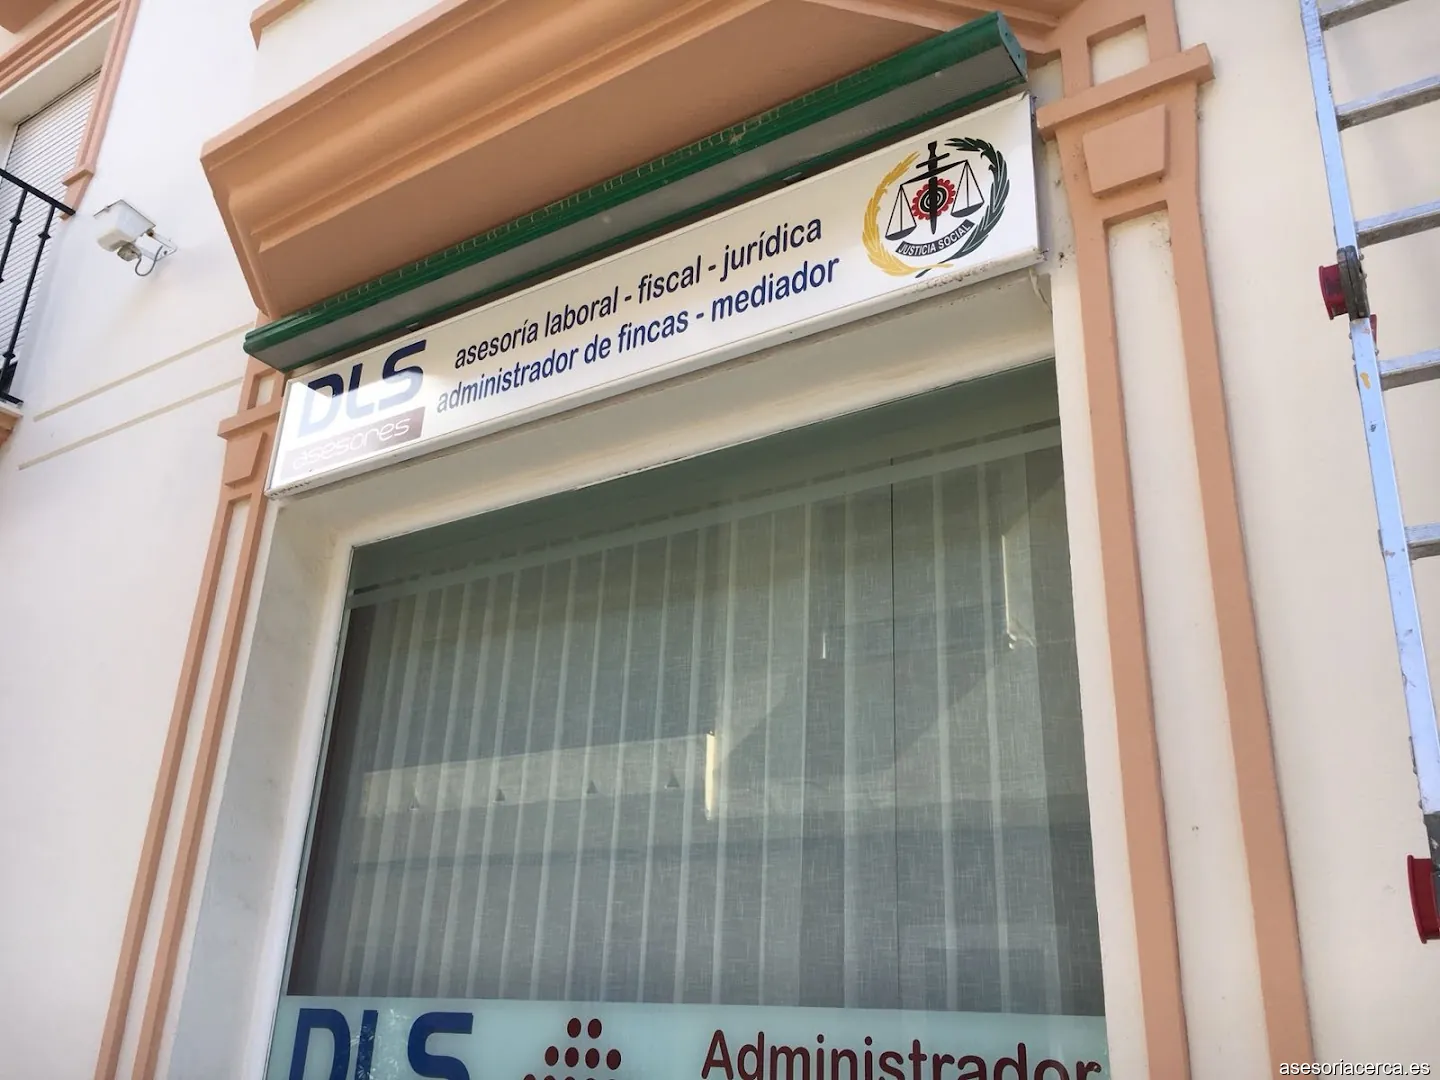 DLS
asesores
asesoría laboral - fiscal - jurídica
administrador de fincas - mediador
JUSTICIA SOCIAL
DLS
Administrador
asesoriacerca.es